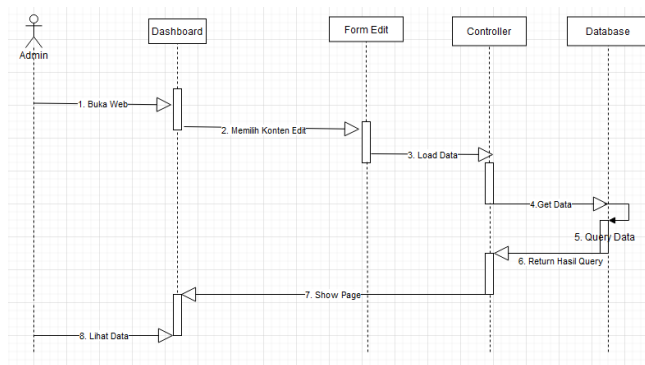 Admin
Dashboard
Form Edit
Controller
Database
1. Buka Web
2. Memilih Konten Edit
3. Load Data
4.Get Data
5. Query Data
6. Return Hasil Query
7. Show Page
8. Lihat Data